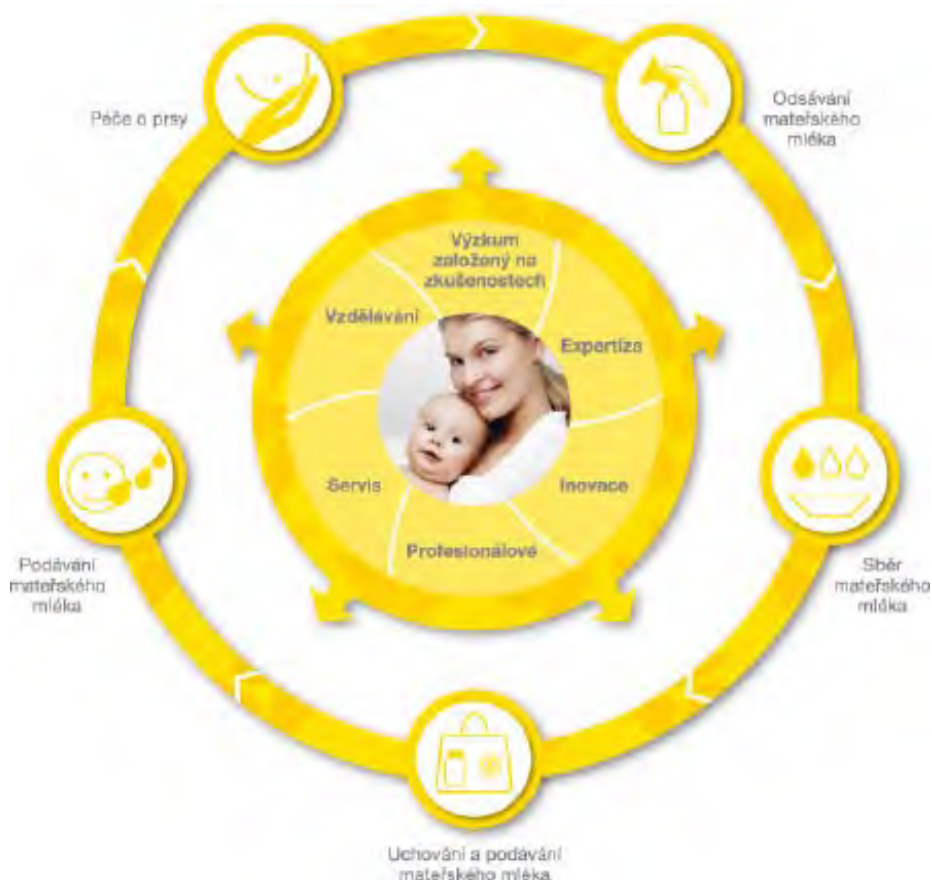 Péče o prsy
Odsávání
mateřského
mléka
Výzkum
založený na
zkušenostech
Vzdělávání
Expertíza
Servis
Inovace
Profesionálové
Podávání
mateřského
mléka
Sběr
mateřského
mléka
Uchování a podávání
mateřského mléka